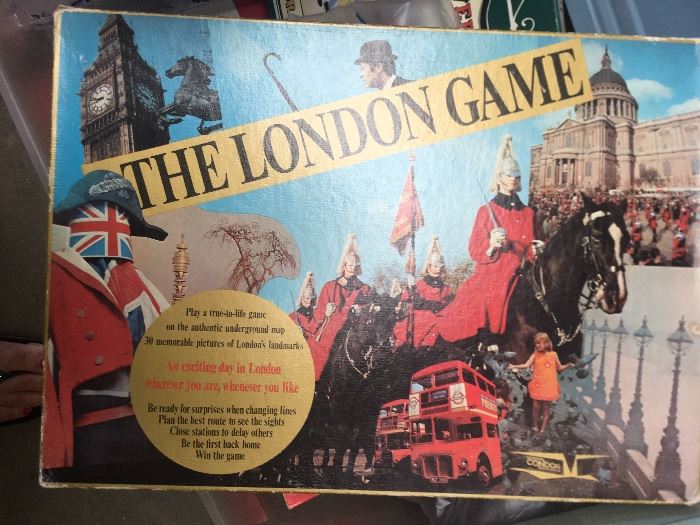 THE LONDON GAME
Play a true-to-life game
on the authentic underground map
30 memorable pictures of London's landmarks
An exciting day in London
wherever you are, whenever you like
Be ready for surprises when changing lines
Plan the best route to see the sights
Close stations to delay others
Be the first back home
Win the game
CONDOR